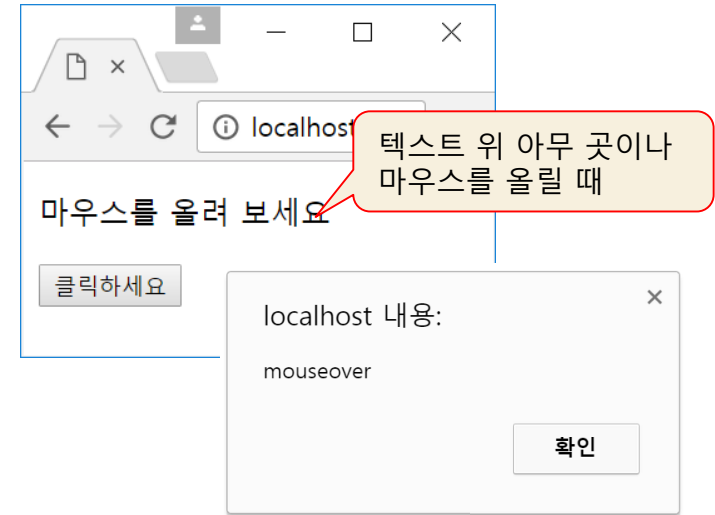 localhost
텍스트 위 아무 곳이나
마우스를 올릴 때
마우스를 올려 보세요
클릭하세요
localhost 내용:
mouseover
확인